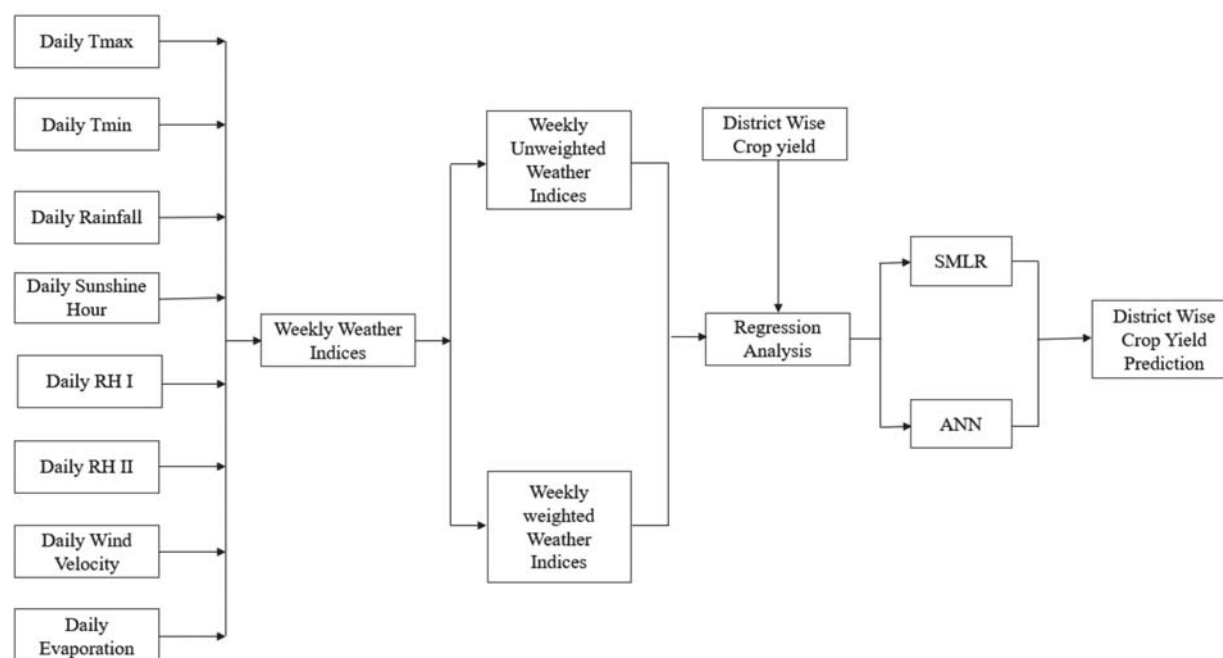 Daily Tmax
Daily Tmin
Daily Rainfall
Daily Sunshine
Hour
Daily RH I
Daily RH II
Daily Wind
Velocity
Daily
Evaporation
Weekly Weather
Indices
Weekly
Unweighted
Weather
Indices
Weekly
weighted
Weather
Indices
District Wise
Crop yield
Regression
Analysis
SMLR
ANN
District Wise
Crop Yield
Prediction